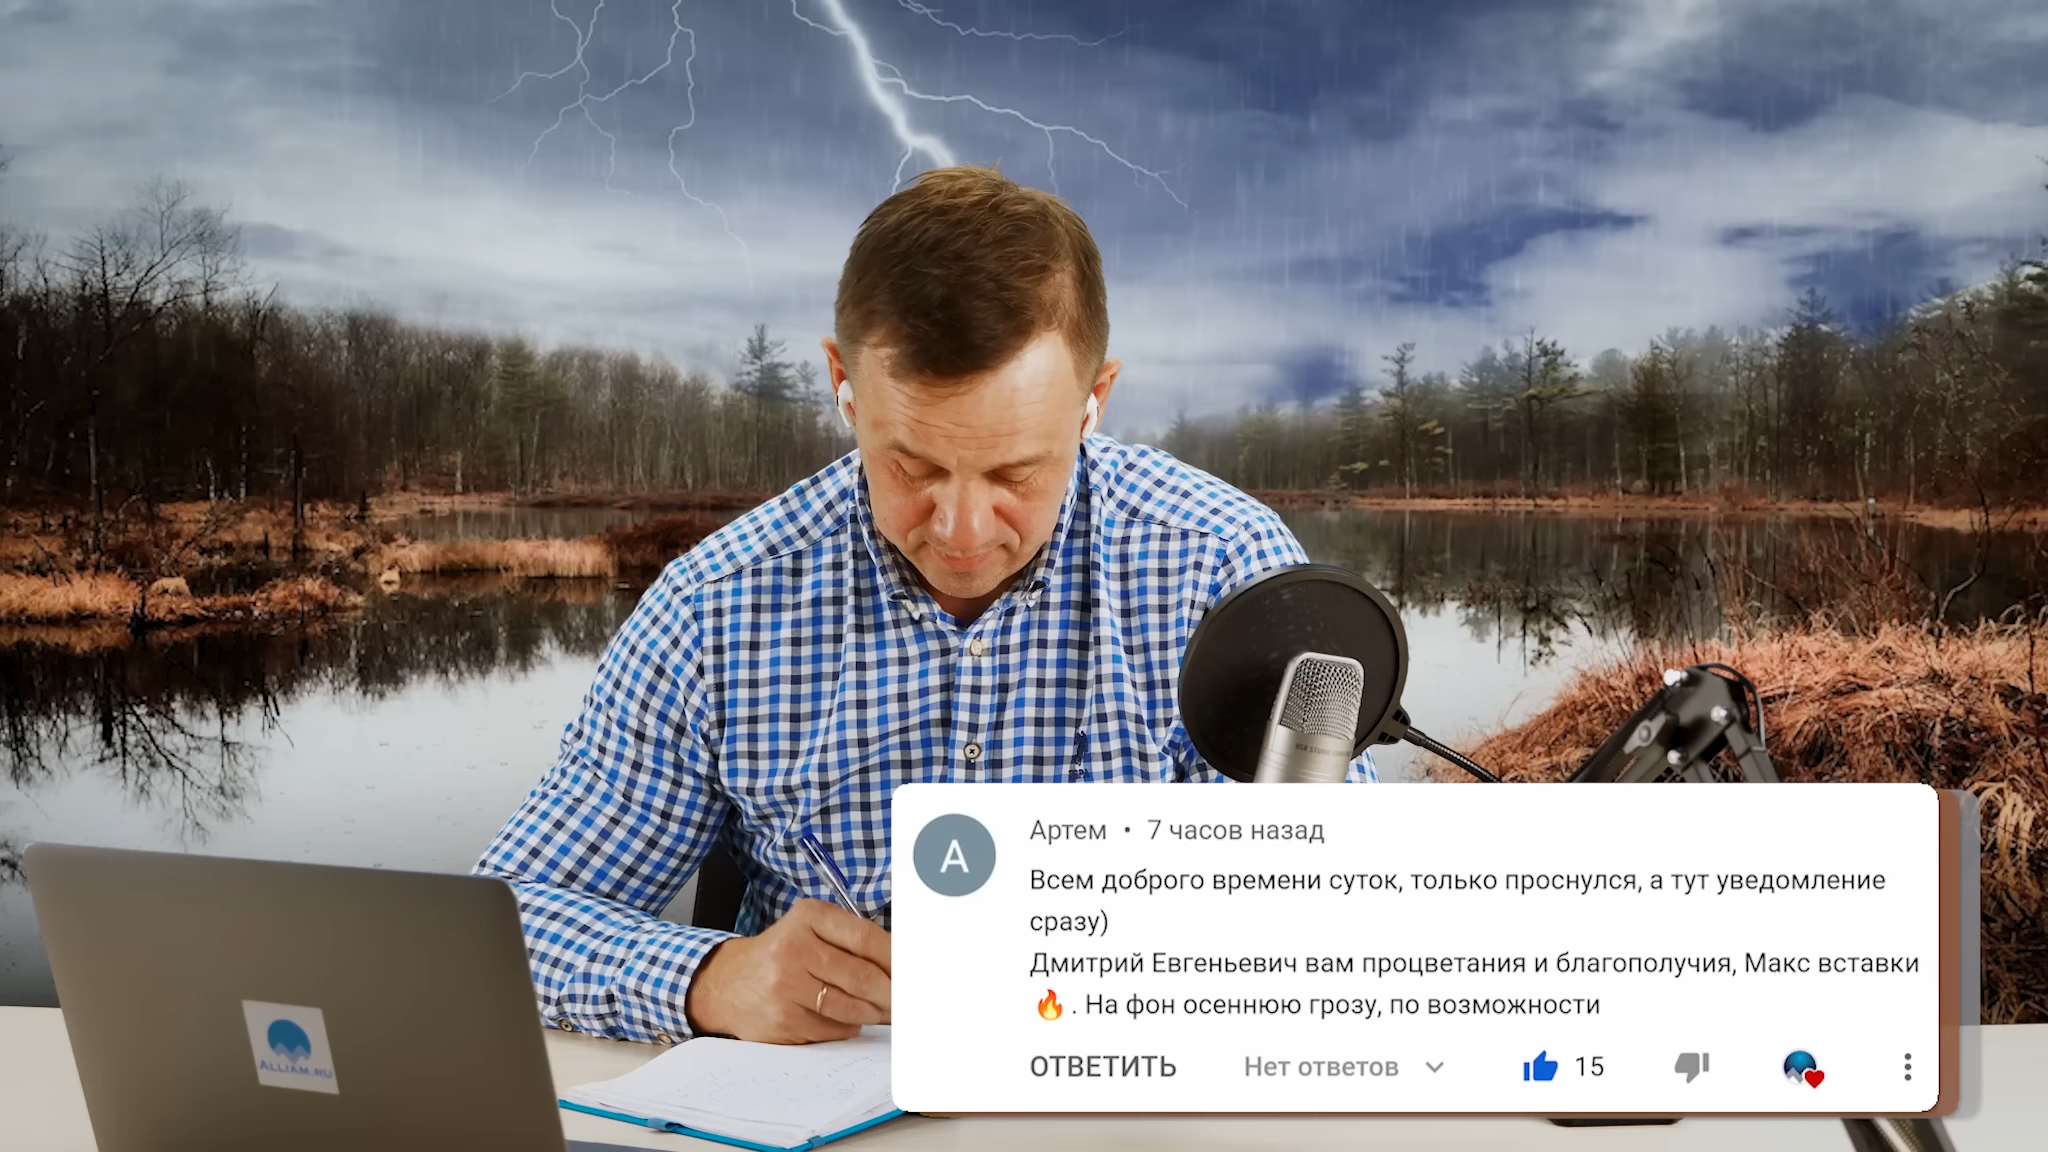 Артем • 7 часов назад
Всем доброго времени суток, только проснулся, а тут уведомление
сразу)
Дмитрий Евгеньевич вам процветания и благополучия, Макс вставки
🔥. На фон осеннюю грозу, по возможности
ОТВЕТИТЬ
Нет ответов
15
A
ALLIAM.RU